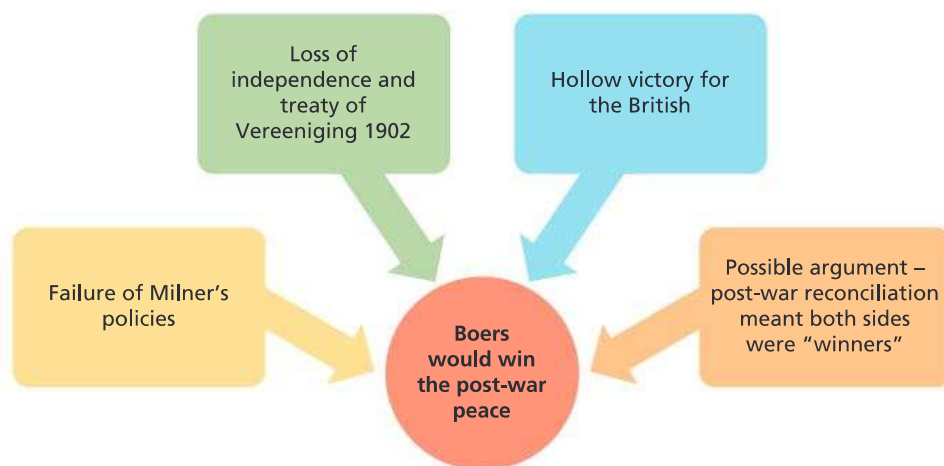 Loss of
independence and
treaty of
Vereeniging 1902
Hollow victory for
the British
Failure of Milner's
policies
Possible argument –
post-war reconciliation
meant both sides
were “winners”
Boers
would win
the post-war
peace